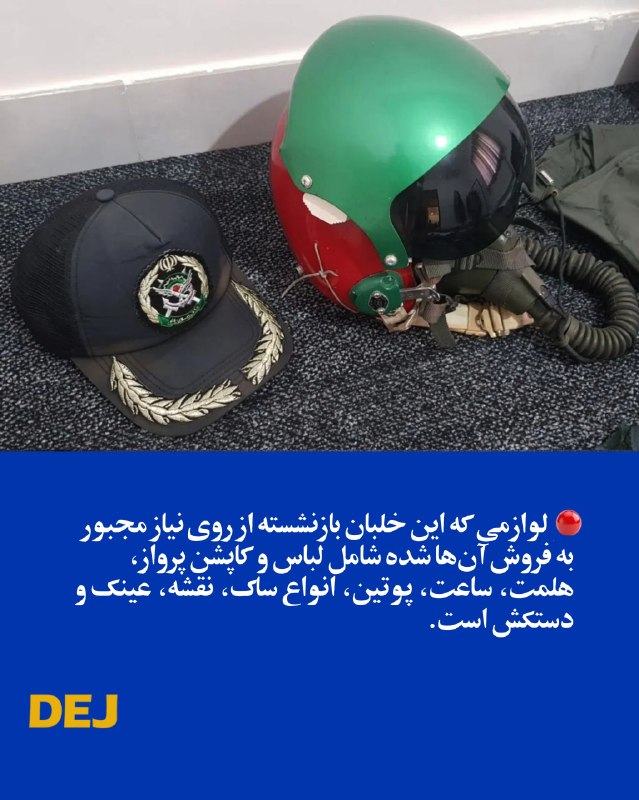 🔴 لوازمی که این خلبان بازنشسته از روی نیاز مجبور
به فروش آن‌ها شده شامل لباس و کاپشن پرواز،
هلمت، ساعت، پوتین، انواع ساک، نقشه، عینک و
دستکش است.
DEJ